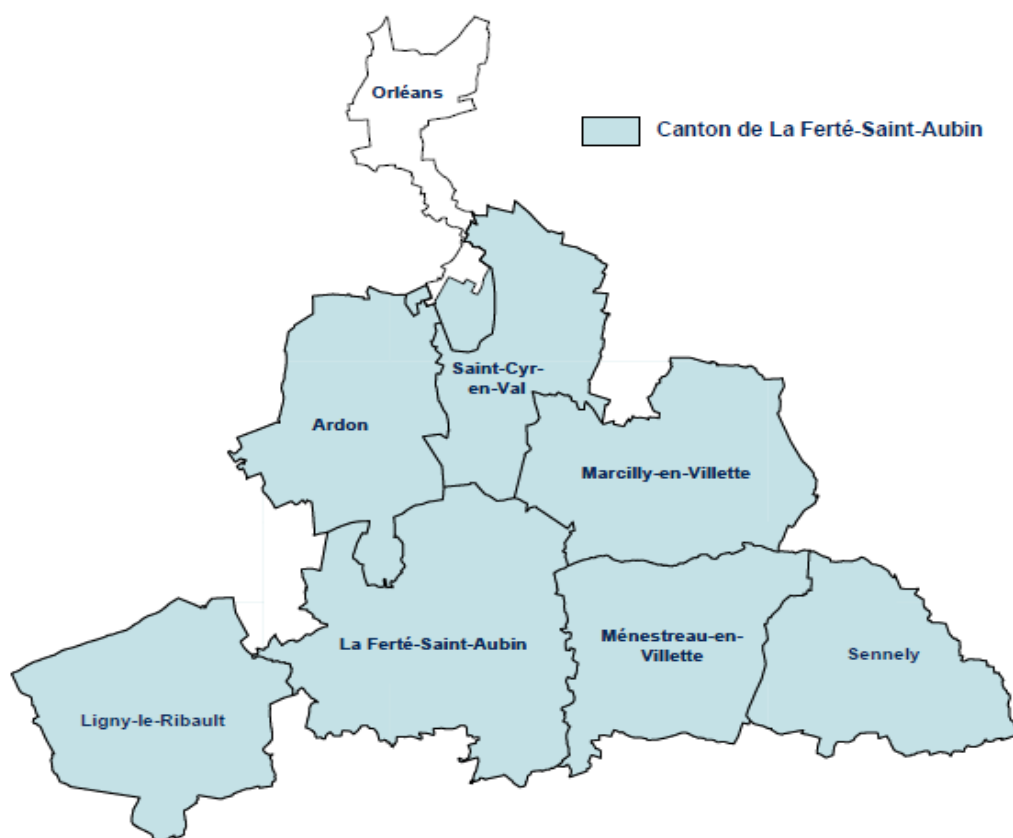 Orléans
Canton de La Ferté-Saint-Aubin
Saint-Cyr-
en-Val
Ardon
Marcilly-en-Villette
La Ferté-Saint-Aubin
Ménestreau-en-
Villette
Sennely
Ligny-le-Ribault